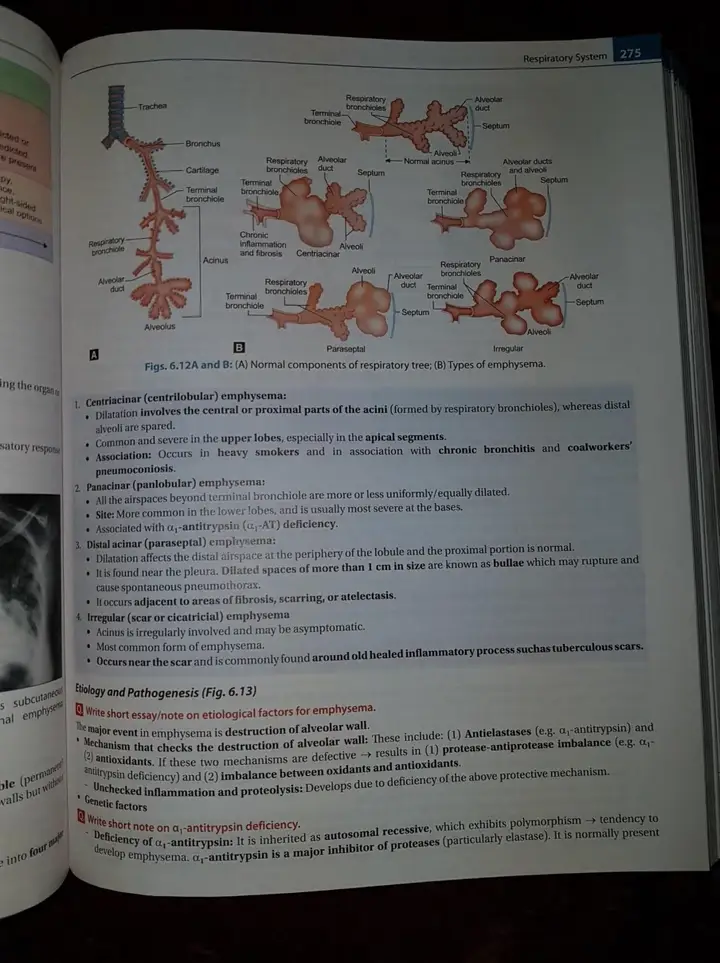 Respiratory System 275
Trachea
Bronchus
Cartilage
Terminal
bronchiole
Respiratory
bronchiole
Acinus
Alveolar
duct
Alveolus
A
Respiratory
bronchioles
Terminal
bronchiole
Alveolar
duct
Septum
Alveoli
Normal acinus
Respiratory
bronchioles
Alveolar
duct
Septum
Terminal
bronchiole
Chronic
inflammation
and fibrosis
Centriacinar
Alveoli
Alveolar ducts
and alveoli
Respiratory
bronchioles
Septum
Terminal
bronchiole
Panacinar
Alveoli
Respiratory
bronchioles
Alveolar
duct
Terminal
bronchiole
Septum
Paraseptal
B
Respiratory
bronchioles
Alveolar
duct
Terminal
bronchiole
Septum
Alveoli
Irregular
Figs. 6.12A and B: (A) Normal components of respiratory tree; (B) Types of emphysema.
1. Centriacinar (centrilobular) emphysema:
• Dilatation involves the central or proximal parts of the acini (formed by respiratory bronchioles), whereas distal
alveoli are spared.
• Common and severe in the upper lobes, especially in the apical segments.
• Association: Occurs in heavy smokers and in association with chronic bronchitis and coalworkers'
pneumoconiosis.
2. Panacinar (panlobular) emphysema:
• All the airspaces beyond terminal bronchiole are more or less uniformly/equally dilated.
• Site: More common in the lower lobes, and is usually most severe at the bases.
• Associated with α₁-antitrypsin (α₁-AT) deficiency.
3. Distal acinar (paraseptal) emphysema:
• Dilatation affects the distal airspace at the periphery of the lobule and the proximal portion is normal.
• It is found near the pleura. Dilated spaces of more than 1 cm in size are known as bullae which may rupture and
cause spontaneous pneumothorax.
• It occurs adjacent to areas of fibrosis, scarring, or atelectasis.
4. Irregular (scar or cicatricial) emphysema
• Acinus is irregularly involved and may be asymptomatic.
• Most common form of emphysema.
• Occurs near the scar and is commonly found around old healed inflammatory process suchas tuberculous scars.
Etiology and Pathogenesis (Fig. 6.13)
Q Write short essay/note on etiological factors for emphysema.
The major event in emphysema is destruction of alveolar wall.
• Mechanism that checks the destruction of alveolar wall: These include: (1) Antielastases (e.g. α₁-antitrypsin) and
(2) antioxidants. If these two mechanisms are defective → results in (1) protease-antiprotease imbalance (e.g. α₁-
antitrypsin deficiency) and (2) imbalance between oxidants and antioxidants.
- Unchecked inflammation and proteolysis: Develops due to deficiency of the above protective mechanism.
• Genetic factors
Q Write short note on α₁-antitrypsin deficiency.
- Deficiency of α₁-antitrypsin: It is inherited as autosomal recessive, which exhibits polymorphism → tendency to
develop emphysema. α₁-antitrypsin is a major inhibitor of proteases (particularly elastase). It is normally present